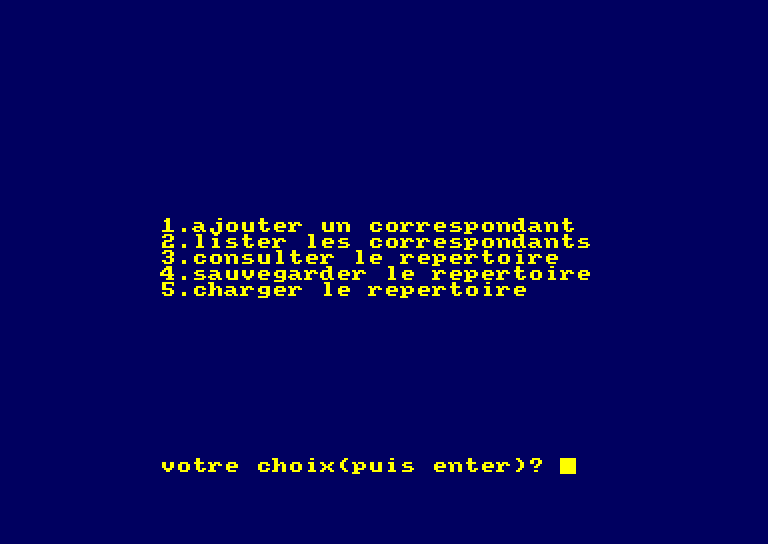 1.ajouter un correspondant
2.lister les correspondants
3.consulter le repertoire
4.sauvegarder le repertoire
5.charger le repertoire
votre choix(puis enter)?